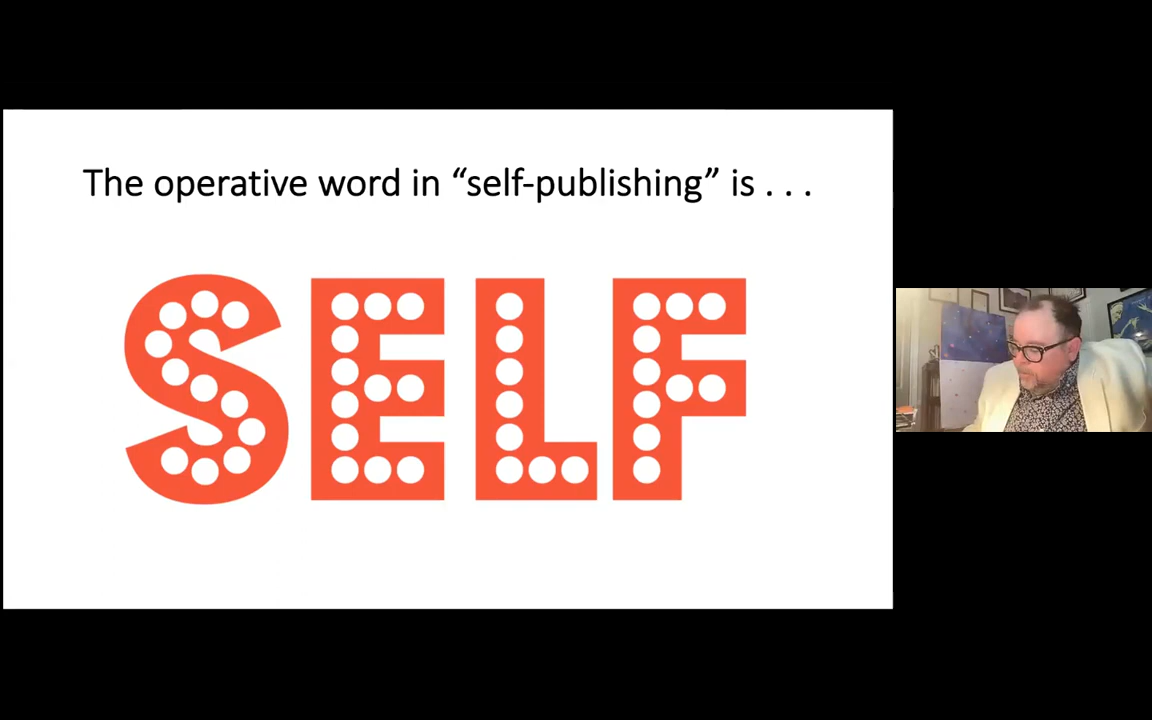 The operative word in “self-publishing” is . . .
SELF